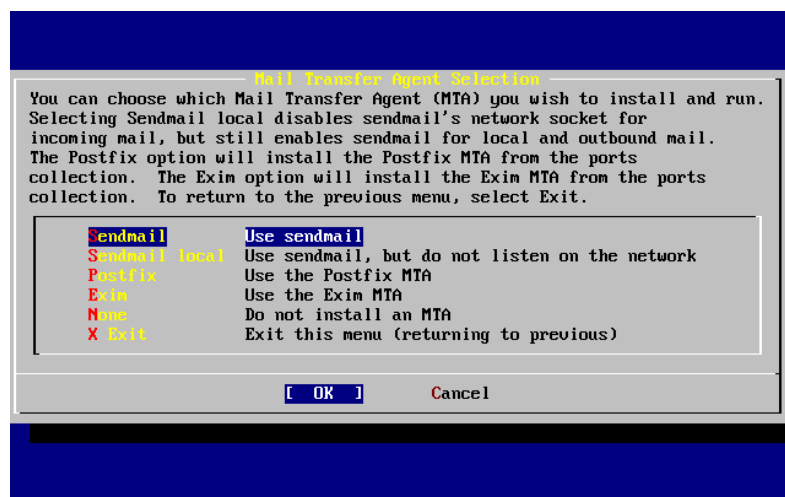 Mail Transfer Agent Selection
You can choose which Mail Transfer Agent (MTA) you wish to install and run.
Selecting Sendmail local disables sendmail's network socket for
incoming mail, but still enables sendmail for local and outbound mail.
The Postfix option will install the Postfix MTA from the ports
collection.  The Exim option will install the Exim MTA from the ports
collection.  To return to the previous menu, select Exit.
Sendmail Use sendmail
Sendmail local Use sendmail, but do not listen on the network
Postfix Use the Postfix MTA
Exim Use the Exim MTA
None Do not install an MTA
X Exit Exit this menu (returning to previous)
[ OK ] Cancel